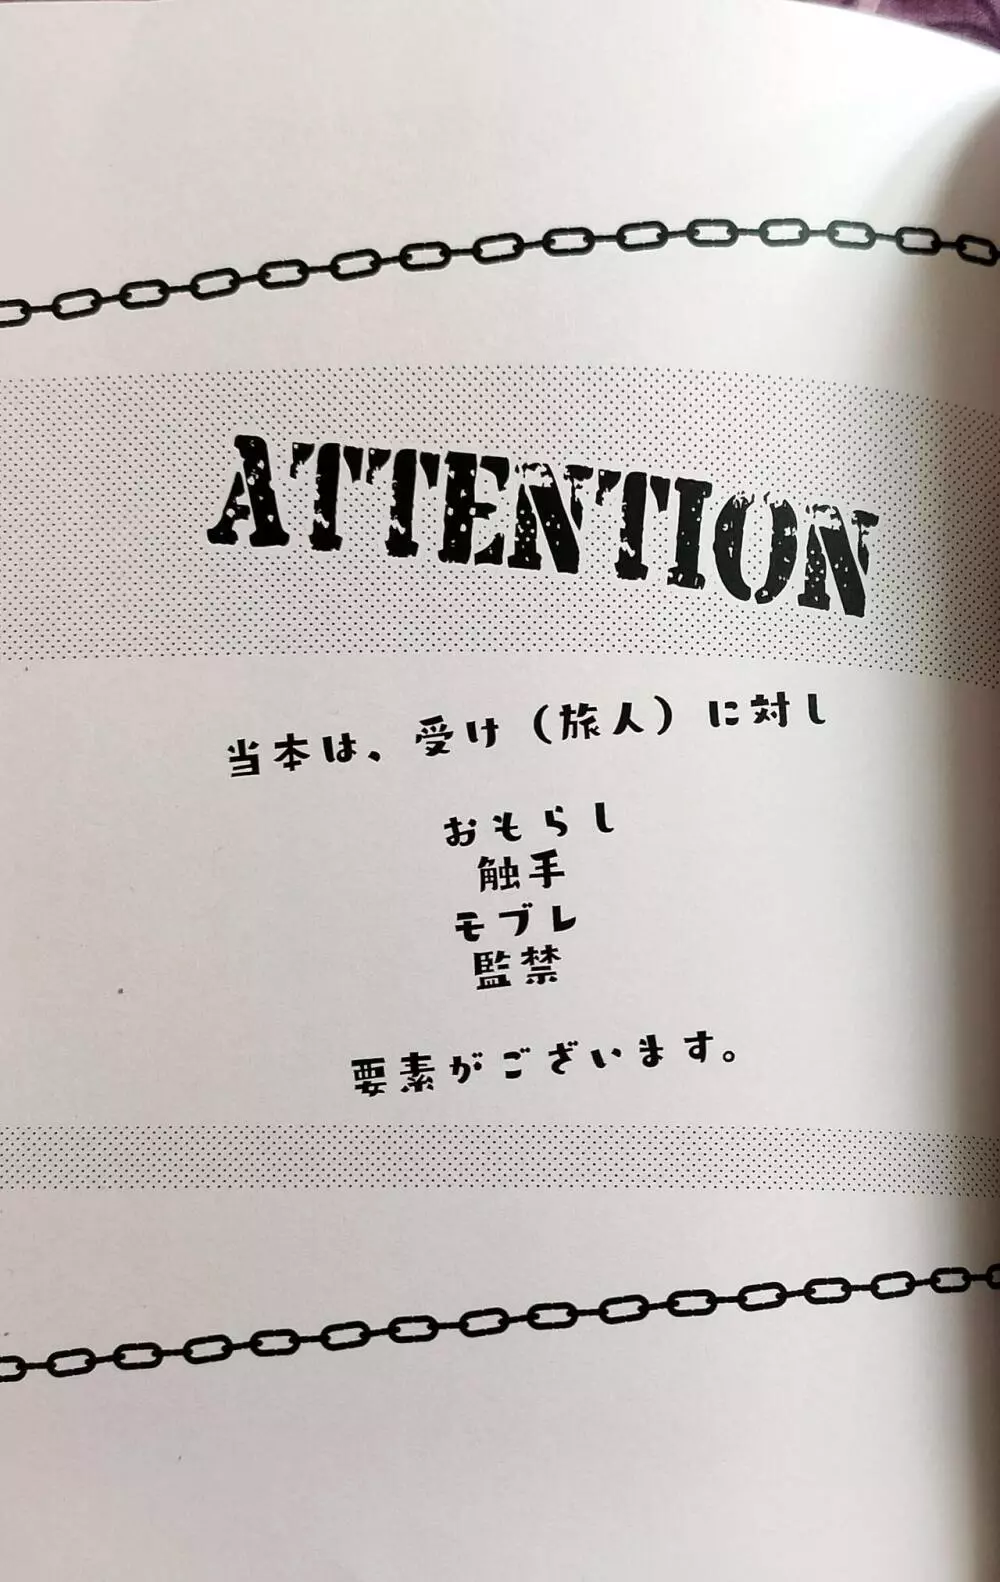 ATTENTION
当本は、受け（旅人）に対し
おもらし
触手
モブレ
監禁
要素がございます。